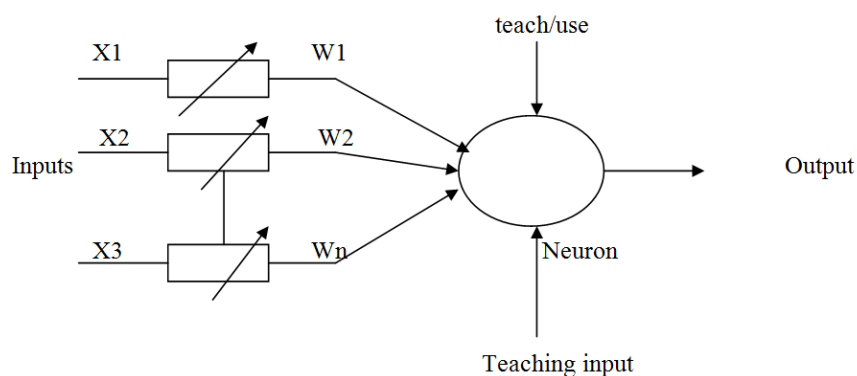 teach/use
X1 W1
X2 W2
Inputs Output
X3 Wn Neuron
Teaching input